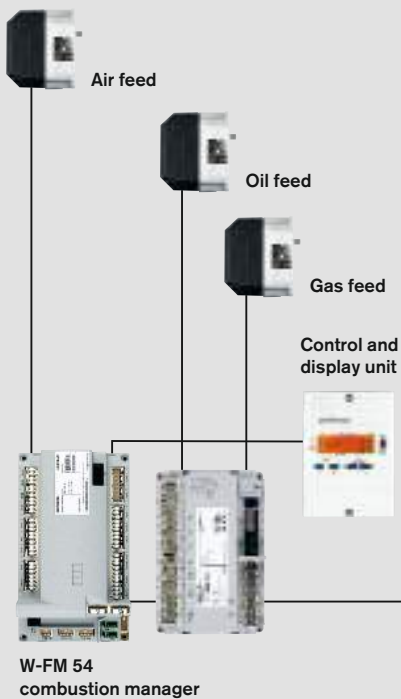 Air feed
Oil feed
Gas feed
Control and
display unit
W-FM 54
combustion manager